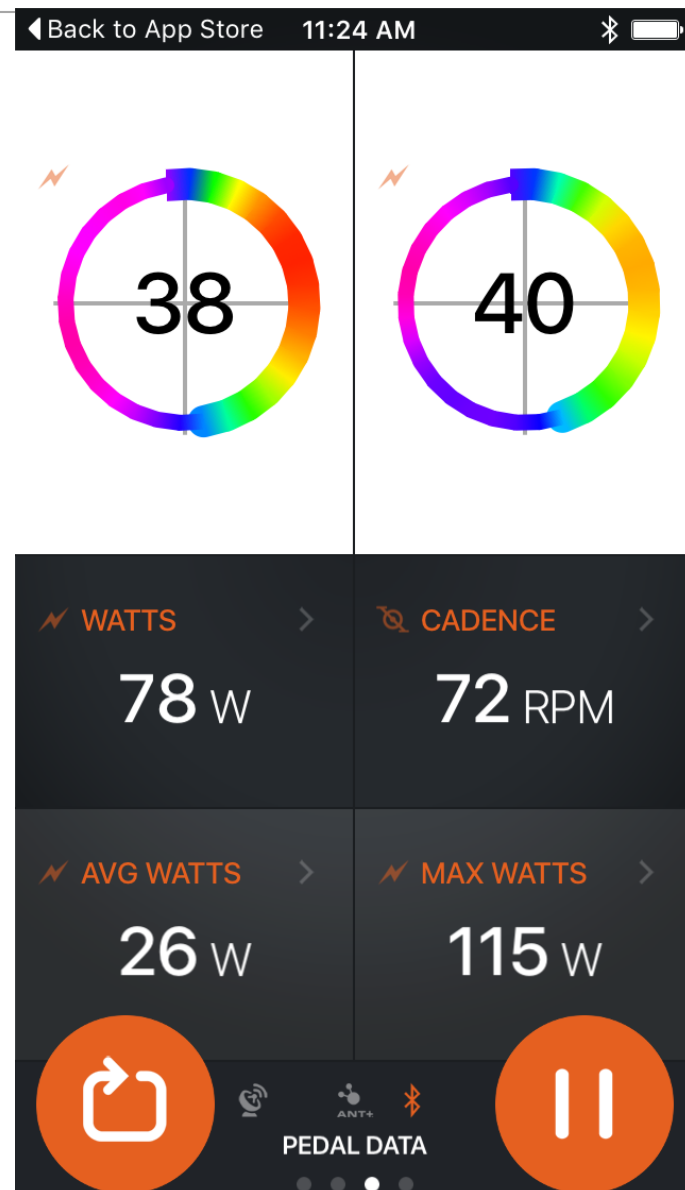 Back to App Store 11:24 AM
38 40
WATTS CADENCE
78 W 72 RPM
AVG WATTS MAX WATTS
26 W 115 W
ANT+
PEDAL DATA